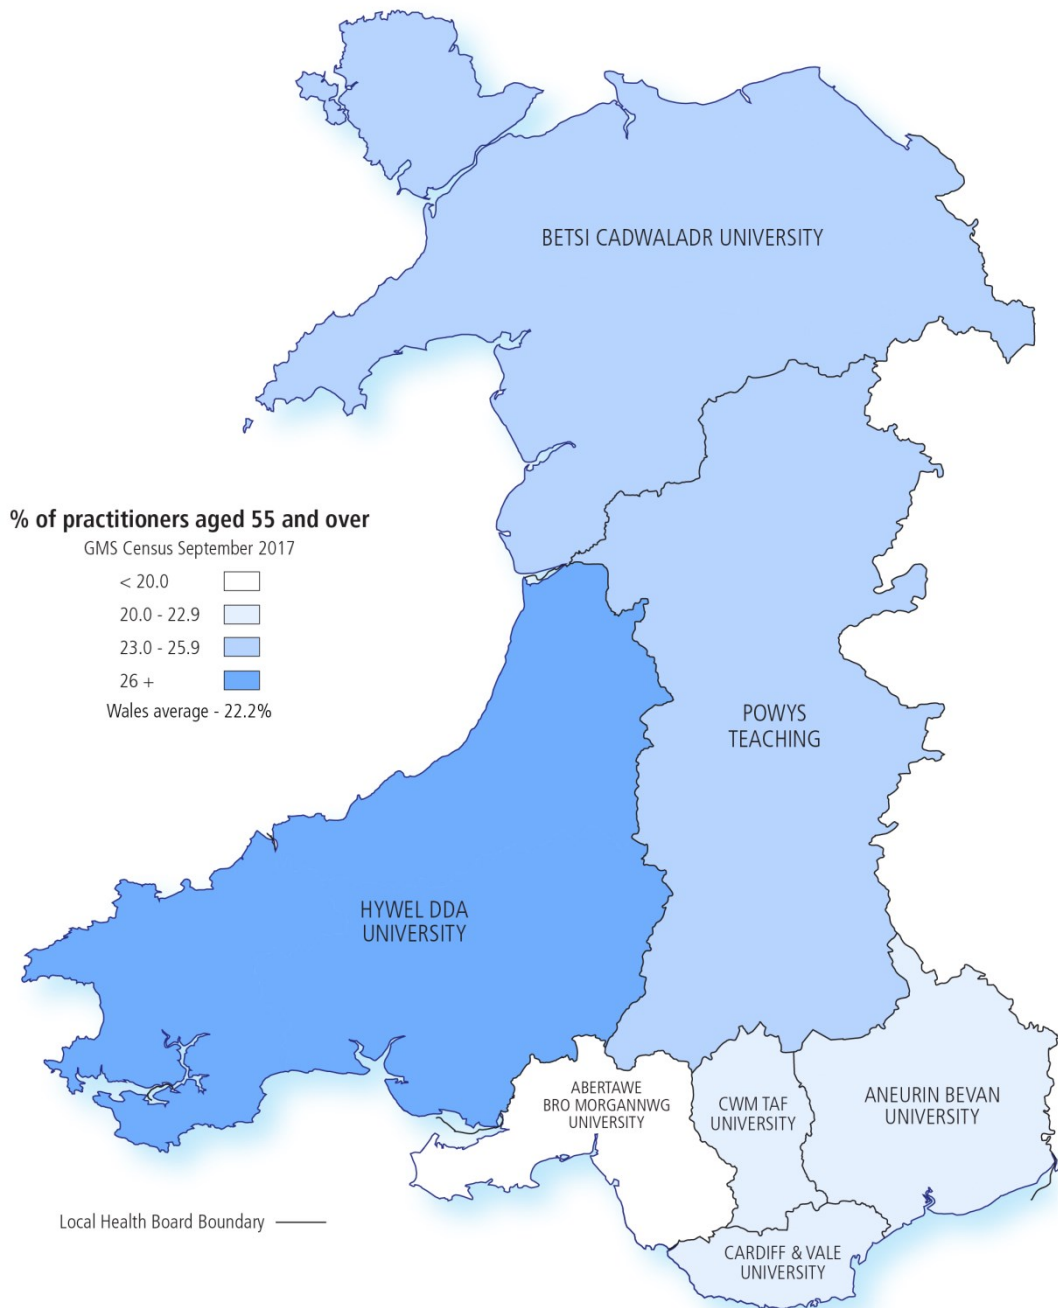 BETSI CADWALADR UNIVERSITY
% of practitioners aged 55 and over
GMS Census September 2017
< 20.0
20.0 - 22.9
23.0 - 25.9
26 +
Wales average - 22.2%
POWYS
TEACHING
HYWEL DDA
UNIVERSITY
ABERTAWE
BRO MORGANNWG
UNIVERSITY
CWM TAF
UNIVERSITY
ANEURIN BEVAN
UNIVERSITY
Local Health Board Boundary
CARDIFF & VALE
UNIVERSITY